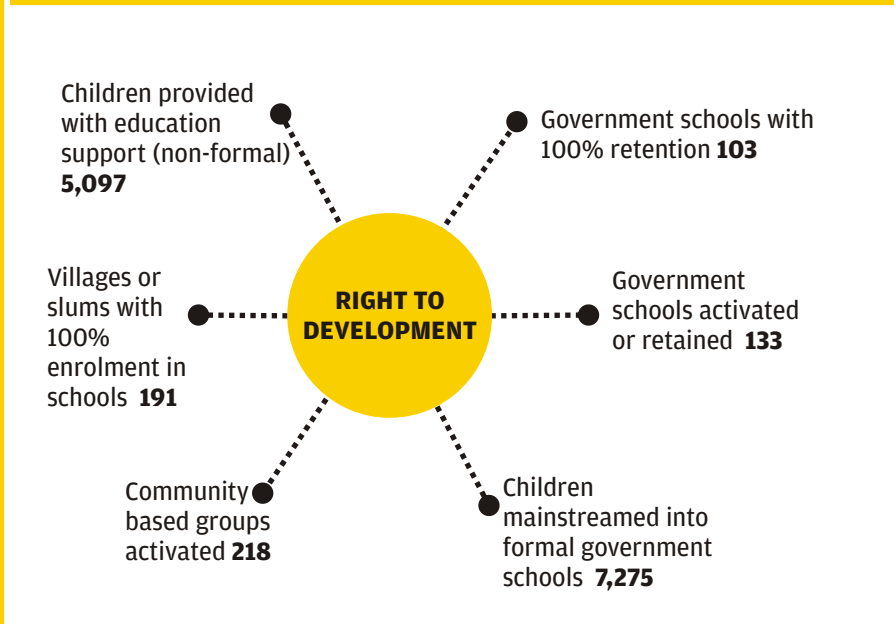 Children provided
with education
support (non-formal)
5,097
Government schools with
100% retention 103
Villages or
slums with
100%
enrolment in
schools 191
RIGHT TO
DEVELOPMENT
Government
schools activated
or retained 133
Community
based groups
activated 218
Children
mainstreamed into
formal government
schools 7,275